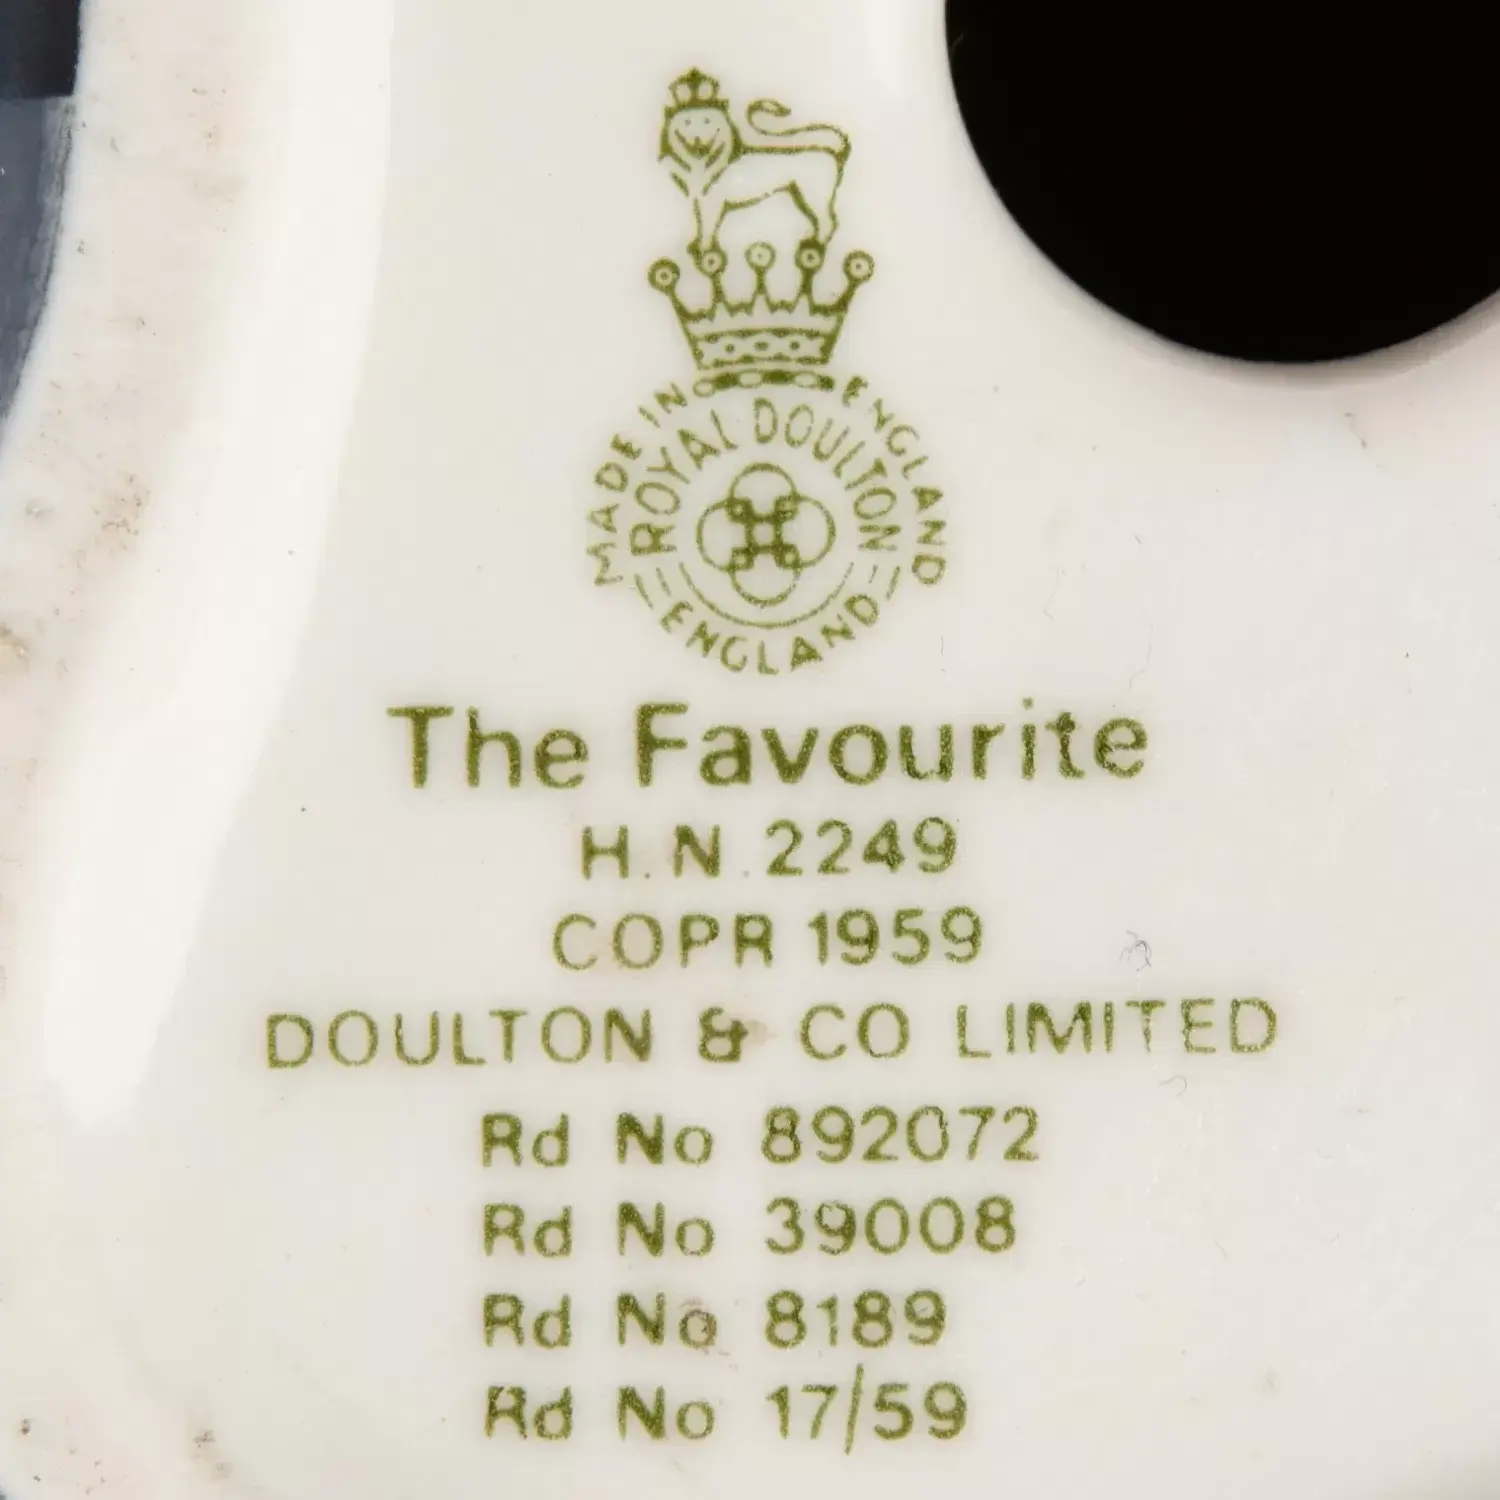 MADE IN ENGLAND
ROYAL DOULTON
ENGLAND
The Favourite
H.N.2249
COPR 1959
DOULTON & CO LIMITED
Rd No 892072
Rd No 39008
Rd No 8189
Rd No 17/59